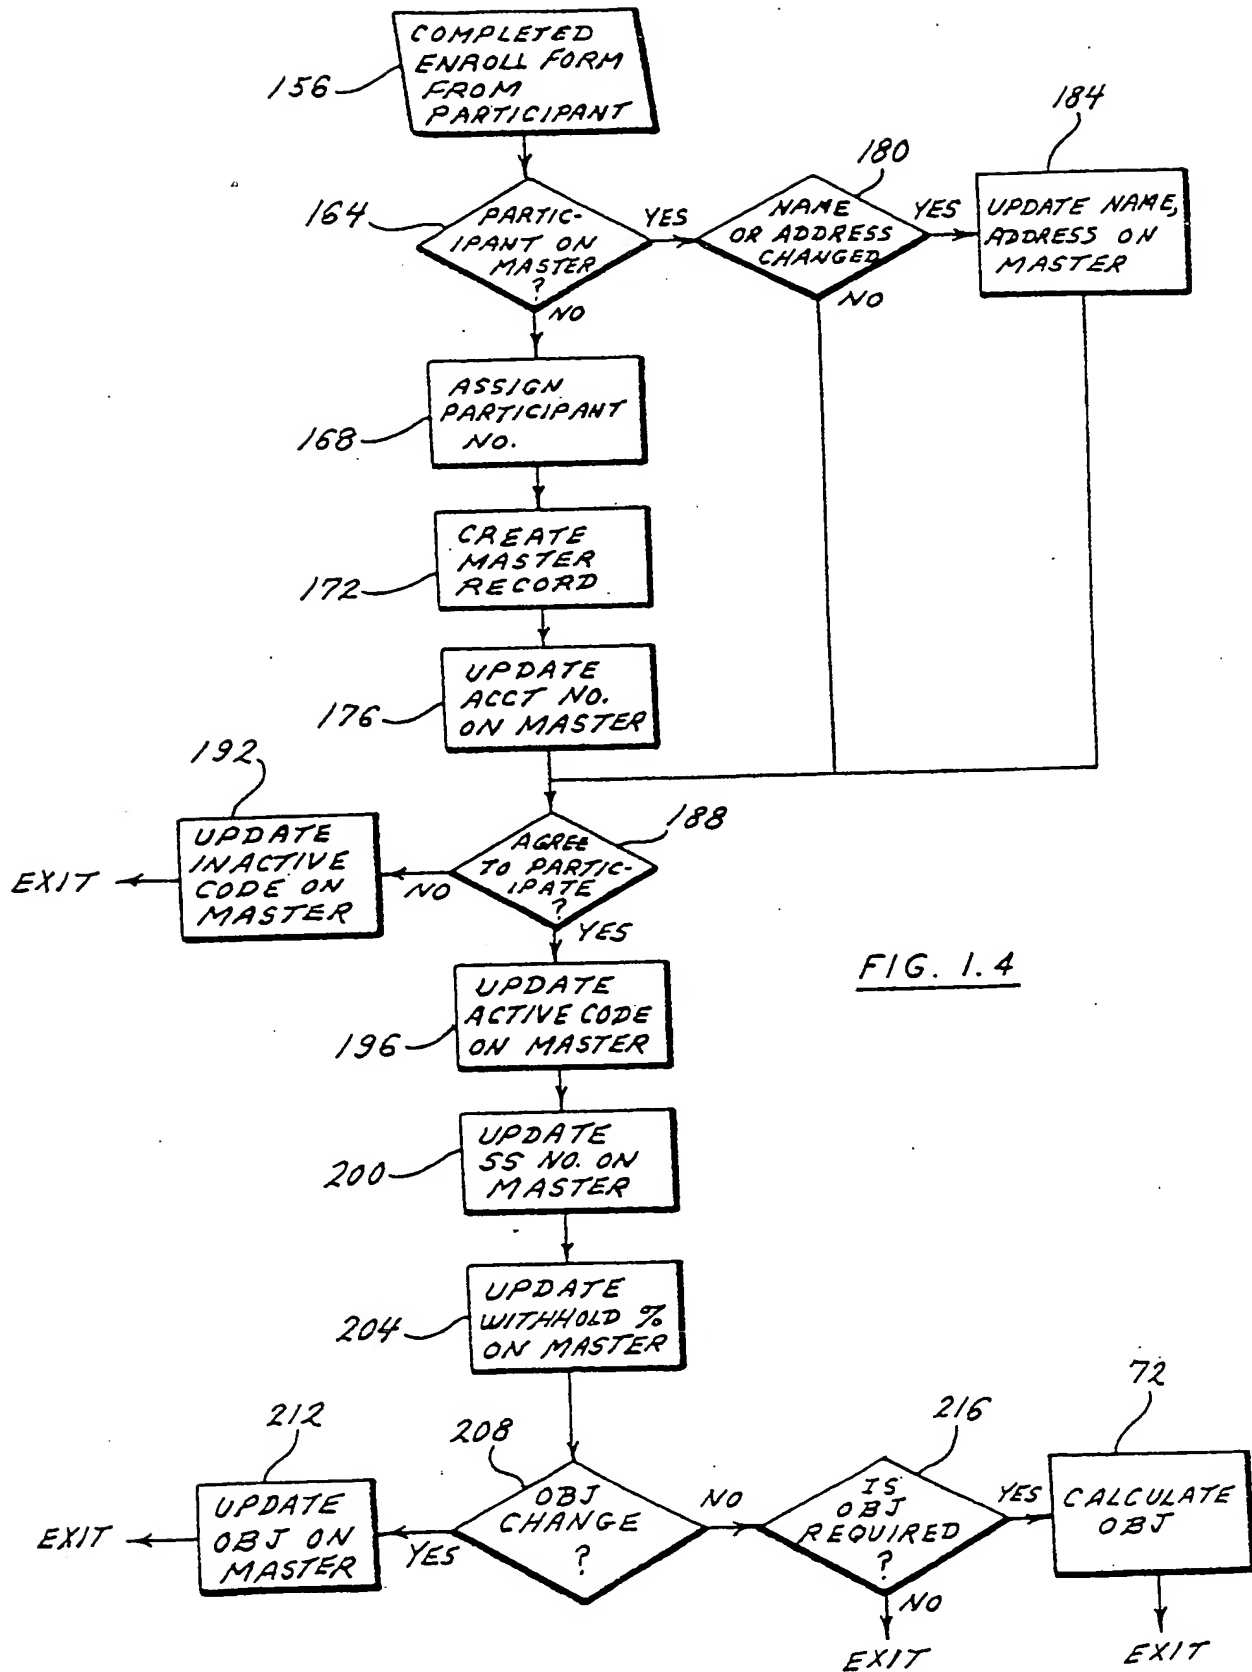 COMPLETED
ENROLL FORM
FROM
PARTICIPANT
156
184
180
164
PARTIC-
IPANT ON
MASTER
?
YES
NAME
OR ADDRESS
CHANGED
YES
UPDATE NAME,
ADDRESS ON
MASTER
NO
NO
ASSIGN
PARTICIPANT
NO.
168
CREATE
MASTER
RECORD
172
UPDATE
ACCT NO.
ON MASTER
176
192
188
UPDATE
INACTIVE
CODE ON
MASTER
EXIT
NO
AGREE
TO PARTIC-
IPATE
?
YES
FIG. 1.4
UPDATE
ACTIVE CODE
ON MASTER
196
UPDATE
SS NO. ON
MASTER
200
UPDATE
WITHHOLD %
ON MASTER
204
72
212
208
216
UPDATE
OBJ ON
MASTER
EXIT
YES
OBJ
CHANGE
?
NO
IS
OBJ
REQUIRED
?
YES
CALCULATE
OBJ
NO
EXIT
EXIT